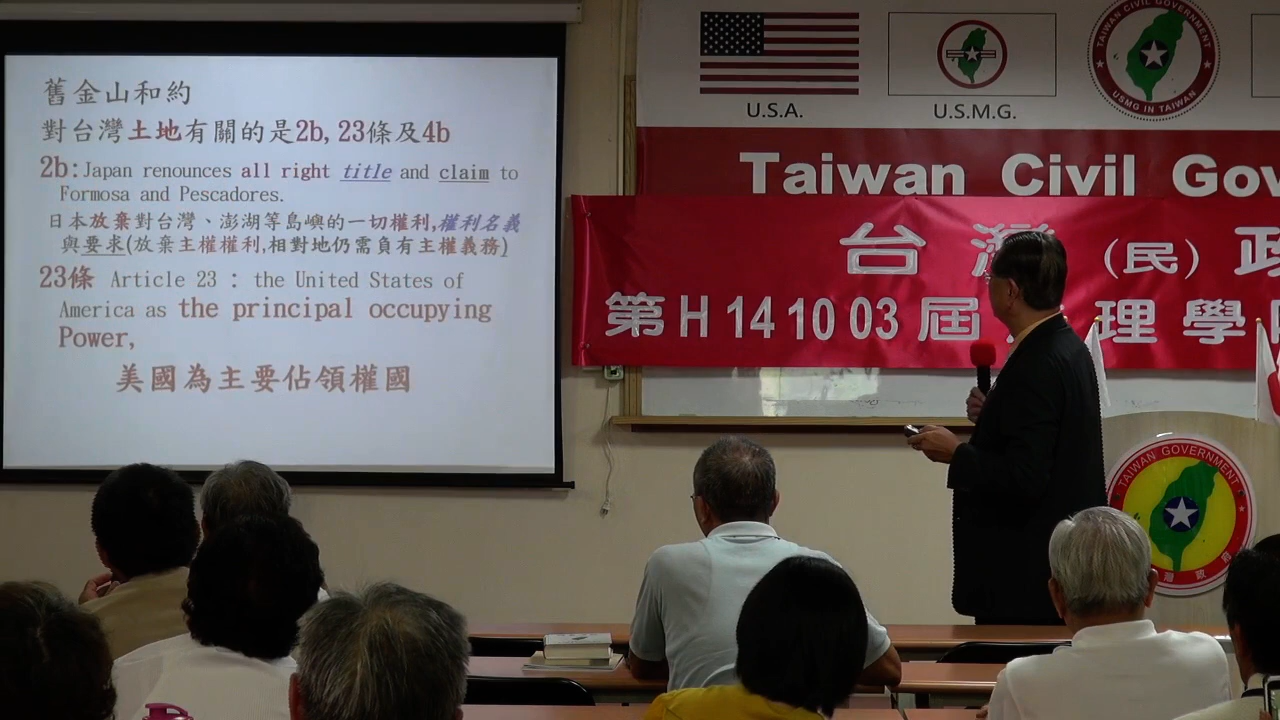 舊金山和約
對台灣土地有關的是2b, 23條及4b
2b:Japan renounces all right title and claim to
Formosa and Pescadores.
日本放棄對台灣、澎湖等島嶼的一切權利,權利名義
與要求(放棄主權權利,相對地仍需負有主權義務)
23條 Article 23 : the United States of
America as the principal occupying
Power,
美國為主要佔領權國
U.S.A.
U.S.M.G.
TAIWAN CIVIL GOVERNMENT
USMG IN TAIWAN
Taiwan Civil Gov
台灣(民)政
第H 14 10 03屆 理學
TAIWAN GOVERNMENT
灣政府